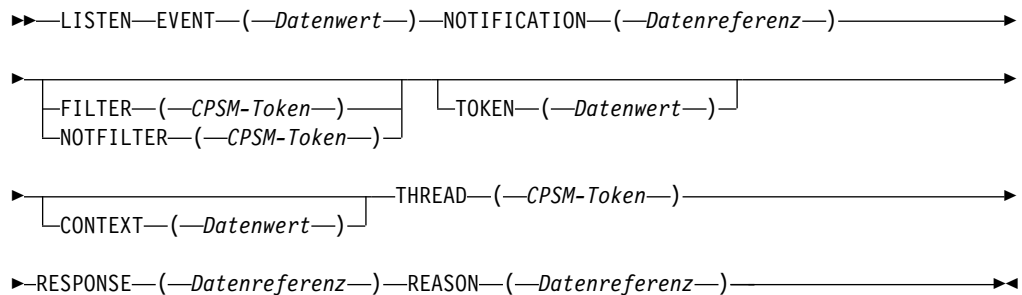 LISTEN EVENT ( Datenwert ) NOTIFICATION ( Datenreferenz )
FILTER ( CPSM-Token )
NOTFILTER ( CPSM-Token )
TOKEN ( Datenwert )
CONTEXT ( Datenwert )
THREAD ( CPSM-Token )
RESPONSE ( Datenreferenz ) REASON ( Datenreferenz )